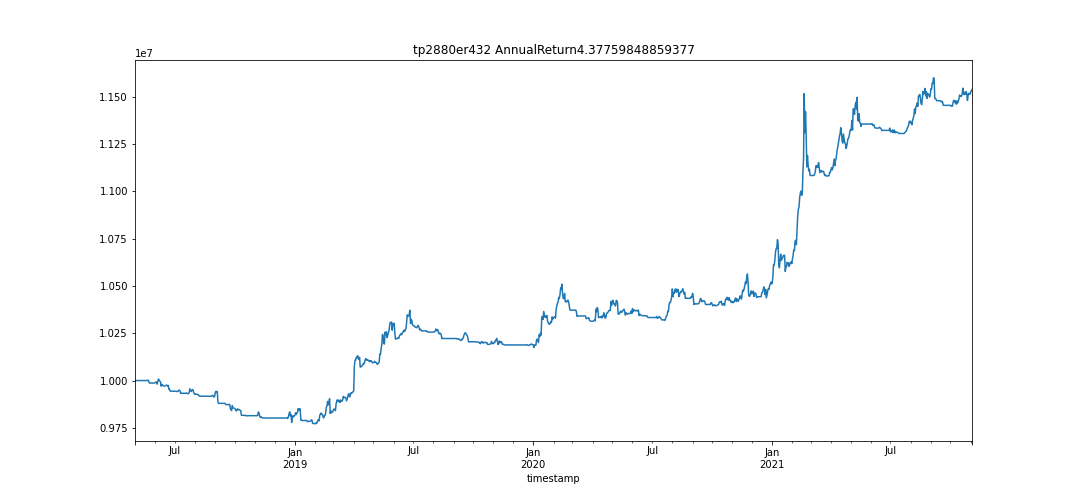 tp2880er432 AnnualReturn4.37759848859377
1e7
1.150
1.125
1.100
1.075
1.050
1.025
1.000
0.975
Jul Jan Jul Jan Jul Jan Jul
2019 2020 2021
timestamp